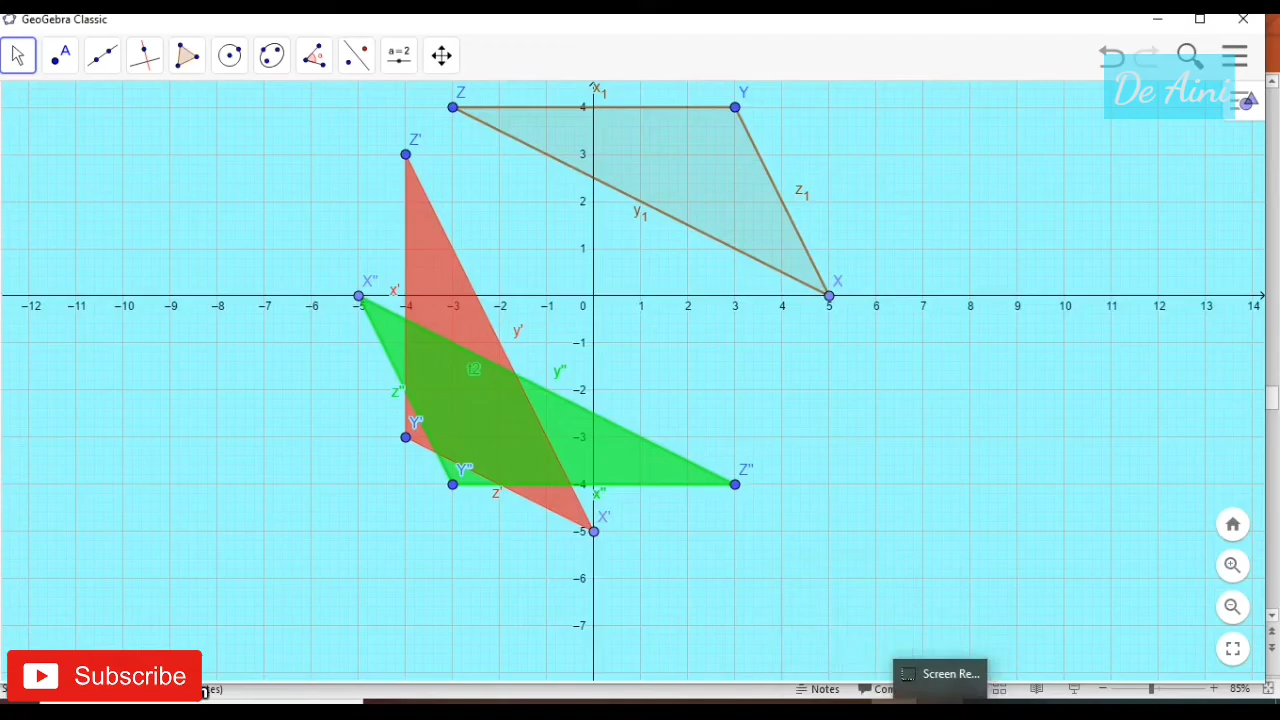 GeoGebra Classic
A
a=2
De Aini
x₁
Z
Y
4
Z'
3
z₁
2
y₁
1
X"
x'
X
−12 −11 −10 −9 −8 −7 −6 −5 −4 −3 −2 −1 0 1 2 3 4 5 6 7 8 9 10 11 12 13 14
y'
−1
12
y"
z"
−2
Y'
−3
Y"
Z"
−4
z'
x"
X'
−5
−6
−7
Subscribe
Screen Re...
Notes
85%